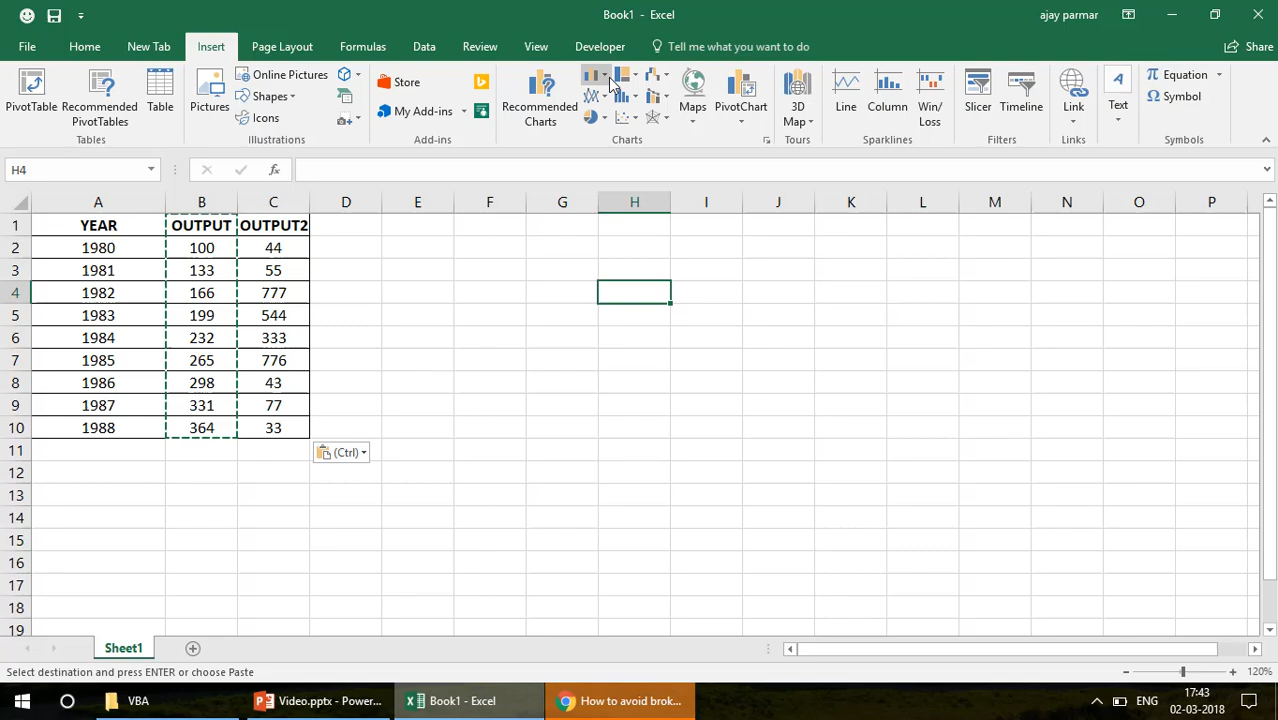 Book1 - Excel
ajay parmar
File Home New Tab Insert Page Layout Formulas Data Review View Developer Tell me what you want to do Share
PivotTable Recommended PivotTables Table
Tables
Pictures Online Pictures Shapes Icons
Illustrations
Store
My Add-ins
Add-ins
Recommended Charts
Maps PivotChart
Charts
3D Map
Tours
Line Column Win/Loss
Sparklines
Slicer Timeline
Filters
Link
Links
Text
Equation
Symbol
Symbols
H4
fx
A B C D E F G H I J K L M N O P
1 YEAR OUTPUT OUTPUT2
2 1980 100 44
3 1981 133 55
4 1982 166 777
5 1983 199 544
6 1984 232 333
7 1985 265 776
8 1986 298 43
9 1987 331 77
10 1988 364 33
11 (Ctrl)
12
13
14
15
16
17
18
19
Sheet1
Select destination and press ENTER or choose Paste
120%
VBA
Video.pptx - Power...
Book1 - Excel
How to avoid brok...
ENG
17:43
02-03-2018